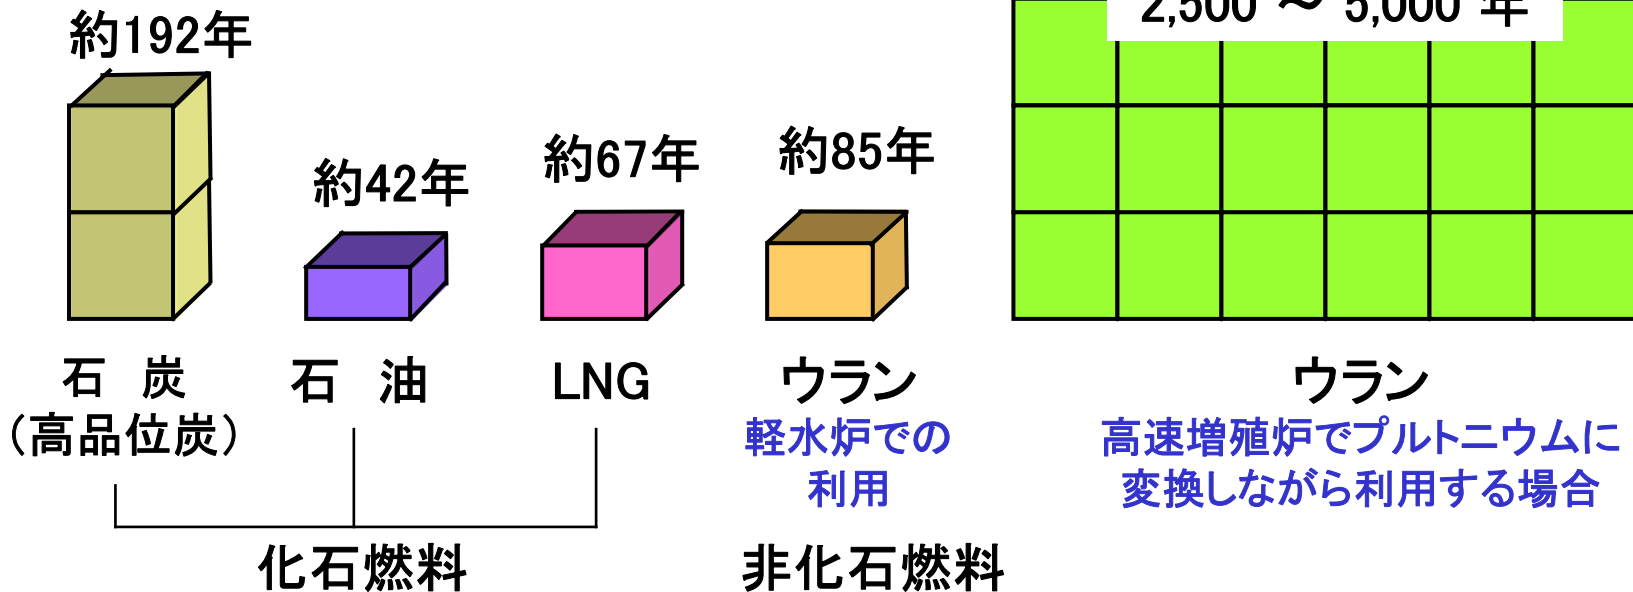 約192年
約42年
約67年
約85年
2,500 ～ 5,000 年
石 炭
(高品位炭)
石 油
LNG
ウラン
軽水炉での
利用
ウラン
高速増殖炉でプルトニウムに
変換しながら利用する場合
化石燃料
非化石燃料